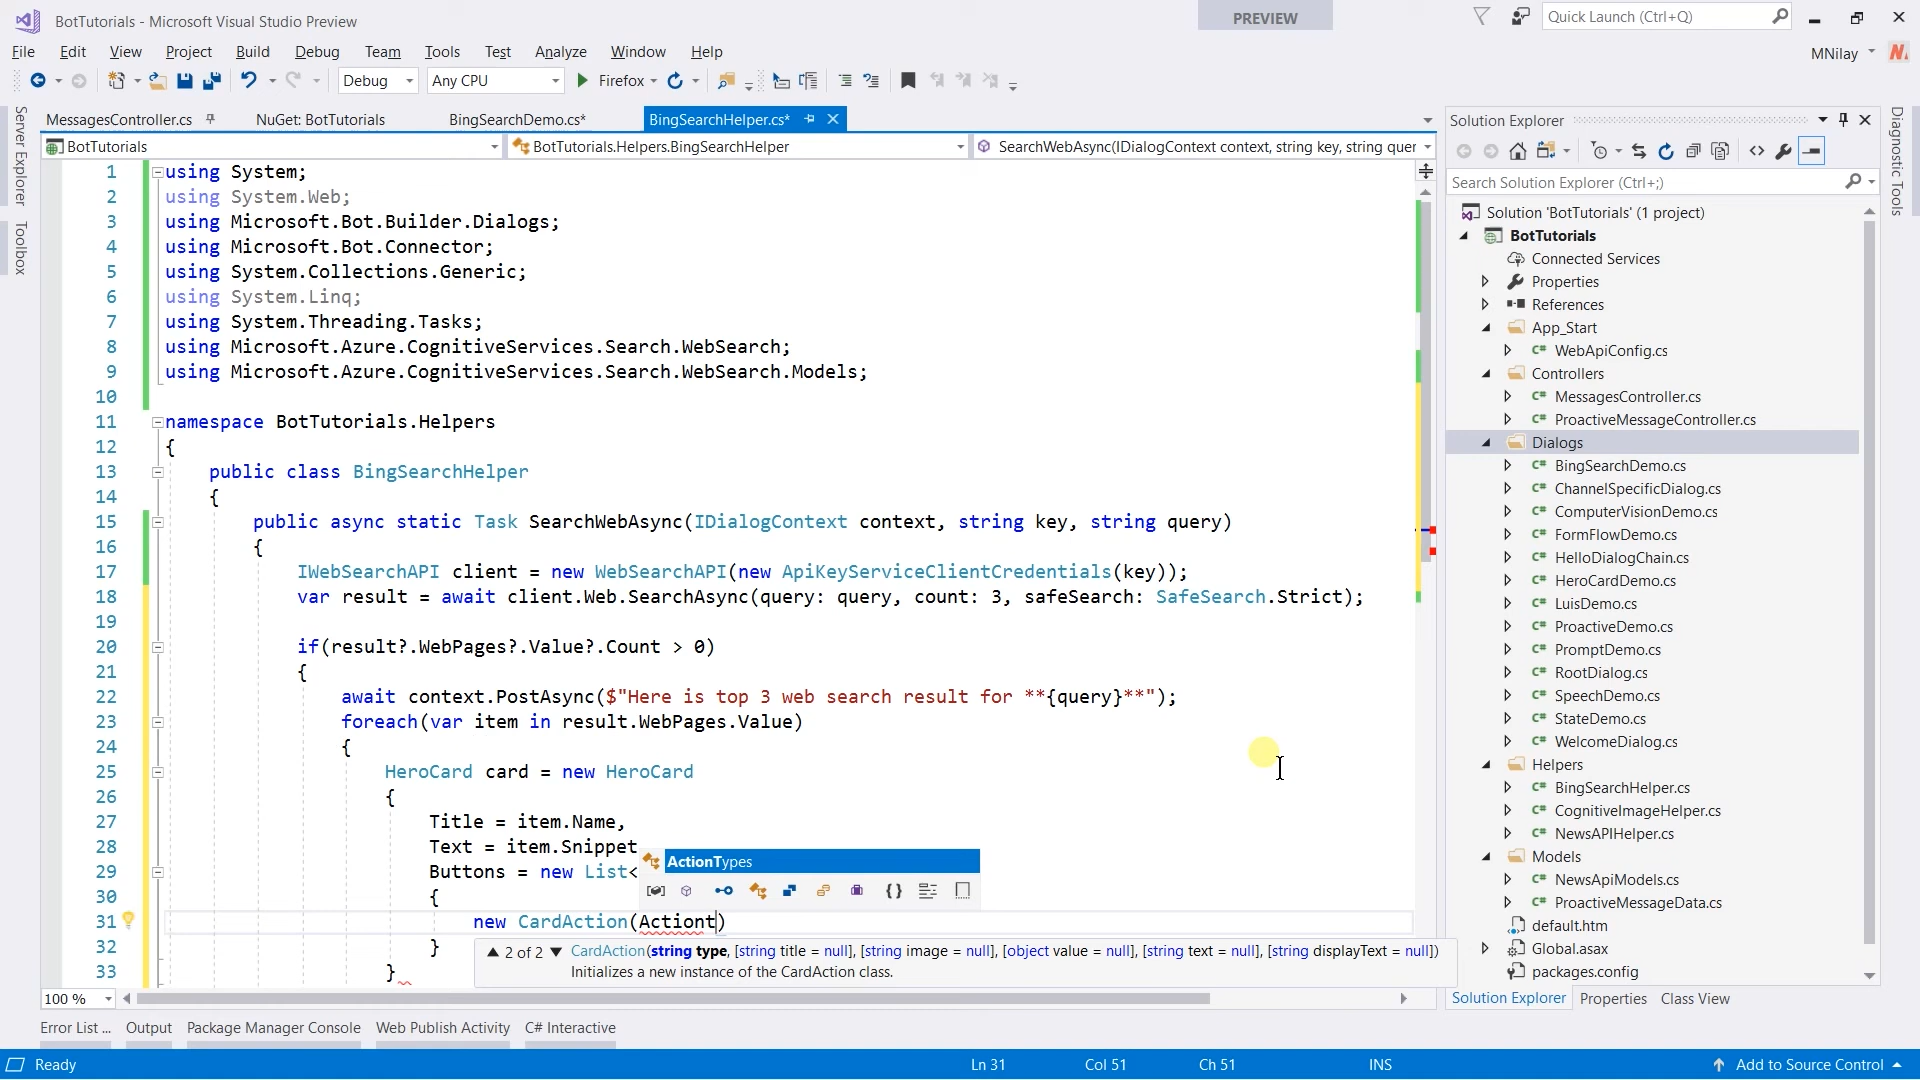 BotTutorials - Microsoft Visual Studio Preview
PREVIEW
Quick Launch (Ctrl+Q)
File Edit View Project Build Debug Team Tools Test Analyze Window Help
MNilay
Debug Any CPU Firefox
Server Explorer
Toolbox
MessagesController.cs NuGet: BotTutorials BingSearchDemo.cs* BingSearchHelper.cs*
BotTutorials BotTutorials.Helpers.BingSearchHelper SearchWebAsync(IDialogContext context, string key, string quer
1 using System;
2 using System.Web;
3 using Microsoft.Bot.Builder.Dialogs;
4 using Microsoft.Bot.Connector;
5 using System.Collections.Generic;
6 using System.Linq;
7 using System.Threading.Tasks;
8 using Microsoft.Azure.CognitiveServices.Search.WebSearch;
9 using Microsoft.Azure.CognitiveServices.Search.WebSearch.Models;
10
11 namespace BotTutorials.Helpers
12 {
13 public class BingSearchHelper
14 {
15 public async static Task SearchWebAsync(IDialogContext context, string key, string query)
16 {
17 IWebSearchAPI client = new WebSearchAPI(new ApiKeyServiceClientCredentials(key));
18 var result = await client.Web.SearchAsync(query: query, count: 3, safeSearch: SafeSearch.Strict);
19
20 if(result?.WebPages?.Value?.Count > 0)
21 {
22 await context.PostAsync($"Here is top 3 web search result for **{query}**");
23 foreach(var item in result.WebPages.Value)
24 {
25 HeroCard card = new HeroCard
26 {
27 Title = item.Name,
28 Text = item.Snippet
29 Buttons = new List<
30 {
31 new CardAction(Actiont)
32 }
33 }
ActionTypes
2 of 2 CardAction(string type, [string title = null], [string image = null], [object value = null], [string text = null], [string displayText = null])
Initializes a new instance of the CardAction class.
100 %
Error List ... Output Package Manager Console Web Publish Activity C# Interactive
Ready Ln 31 Col 51 Ch 51 INS Add to Source Control
Solution Explorer
Search Solution Explorer (Ctrl+;)
Solution 'BotTutorials' (1 project)
BotTutorials
Connected Services
Properties
References
App_Start
C# WebApiConfig.cs
Controllers
C# MessagesController.cs
C# ProactiveMessageController.cs
Dialogs
C# BingSearchDemo.cs
C# ChannelSpecificDialog.cs
C# ComputerVisionDemo.cs
C# FormFlowDemo.cs
C# HelloDialogChain.cs
C# HeroCardDemo.cs
C# LuisDemo.cs
C# ProactiveDemo.cs
C# PromptDemo.cs
C# RootDialog.cs
C# SpeechDemo.cs
C# StateDemo.cs
C# WelcomeDialog.cs
Helpers
C# BingSearchHelper.cs
C# CognitiveImageHelper.cs
C# NewsAPIHelper.cs
Models
C# NewsApiModels.cs
C# ProactiveMessageData.cs
default.htm
Global.asax
packages.config
Solution Explorer Properties Class View
Diagnostic Tools